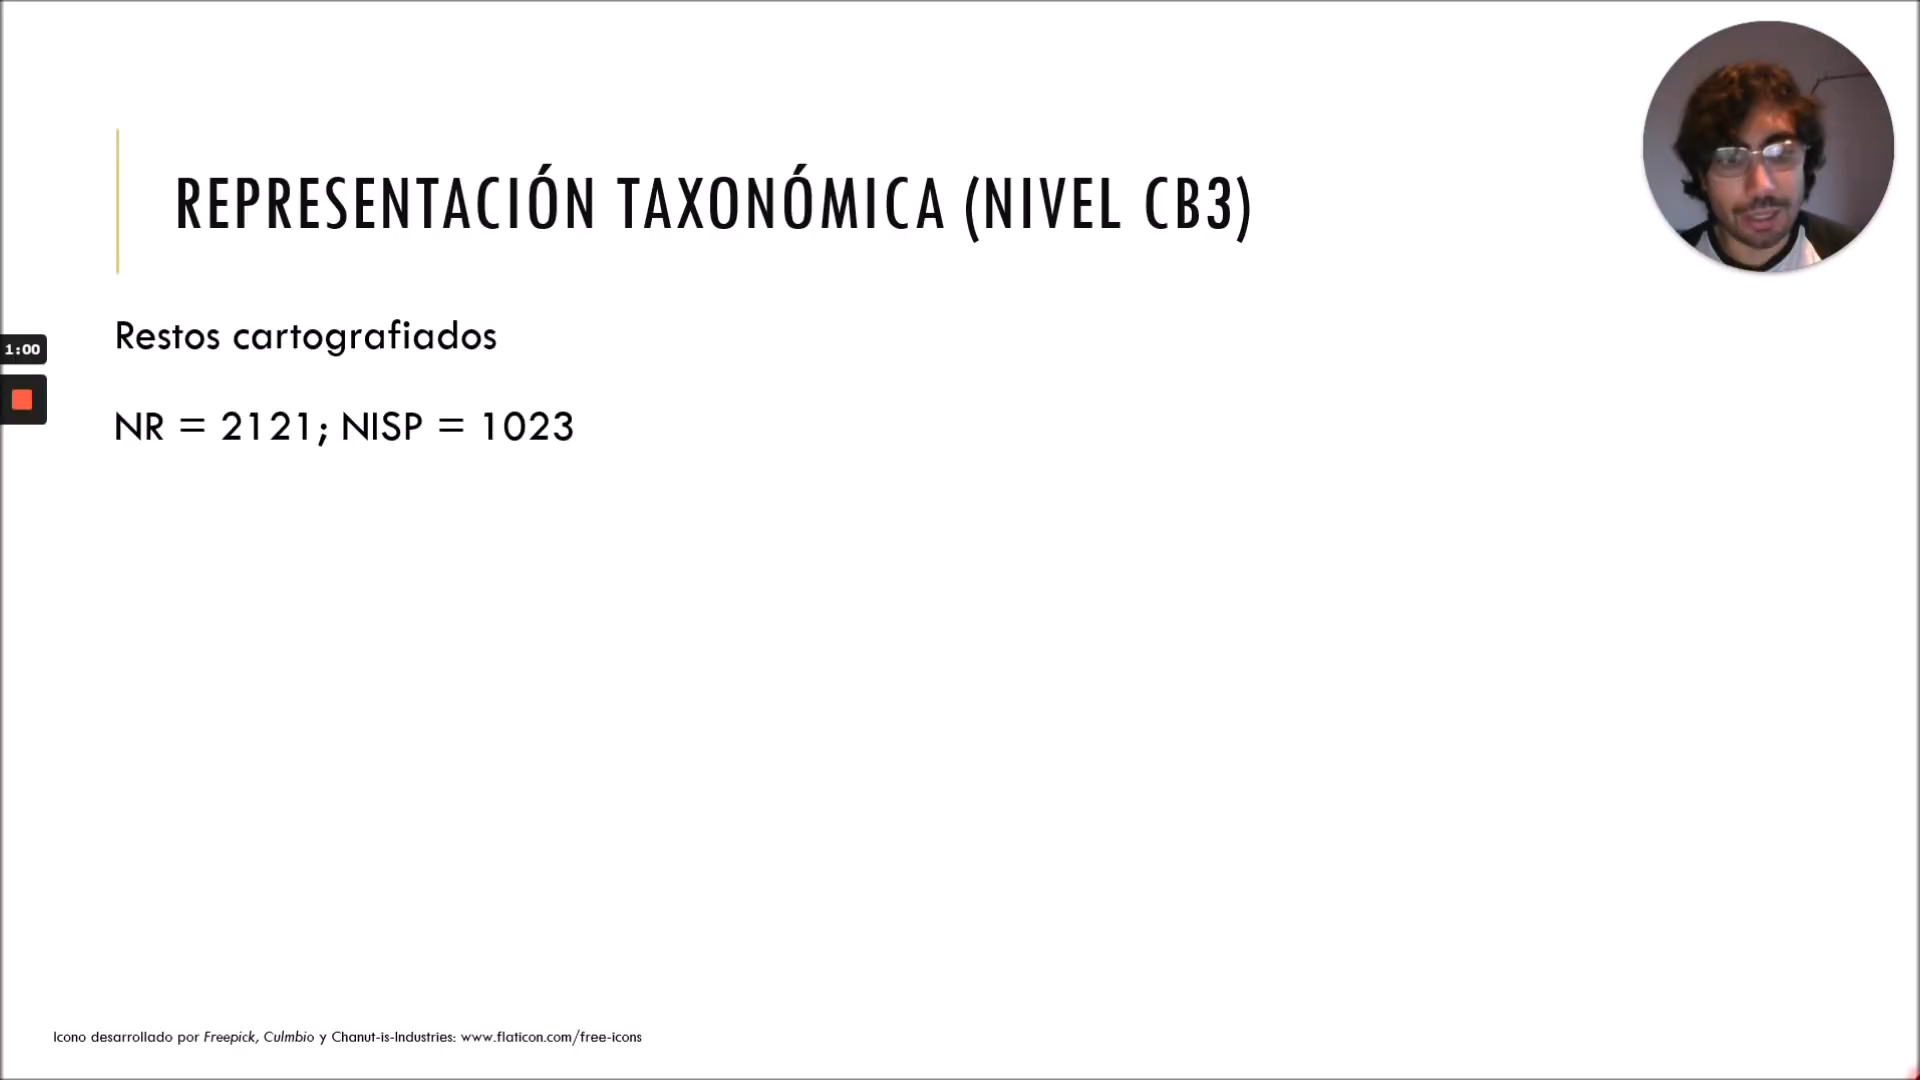 REPRESENTACIÓN TAXONÓMICA (NIVEL CB3)
Restos cartografiados
1:00
NR = 2121; NISP = 1023
Icono desarrollado por Freepick, Culmbio y Chanut-is-Industries: www.flaticon.com/free-icons